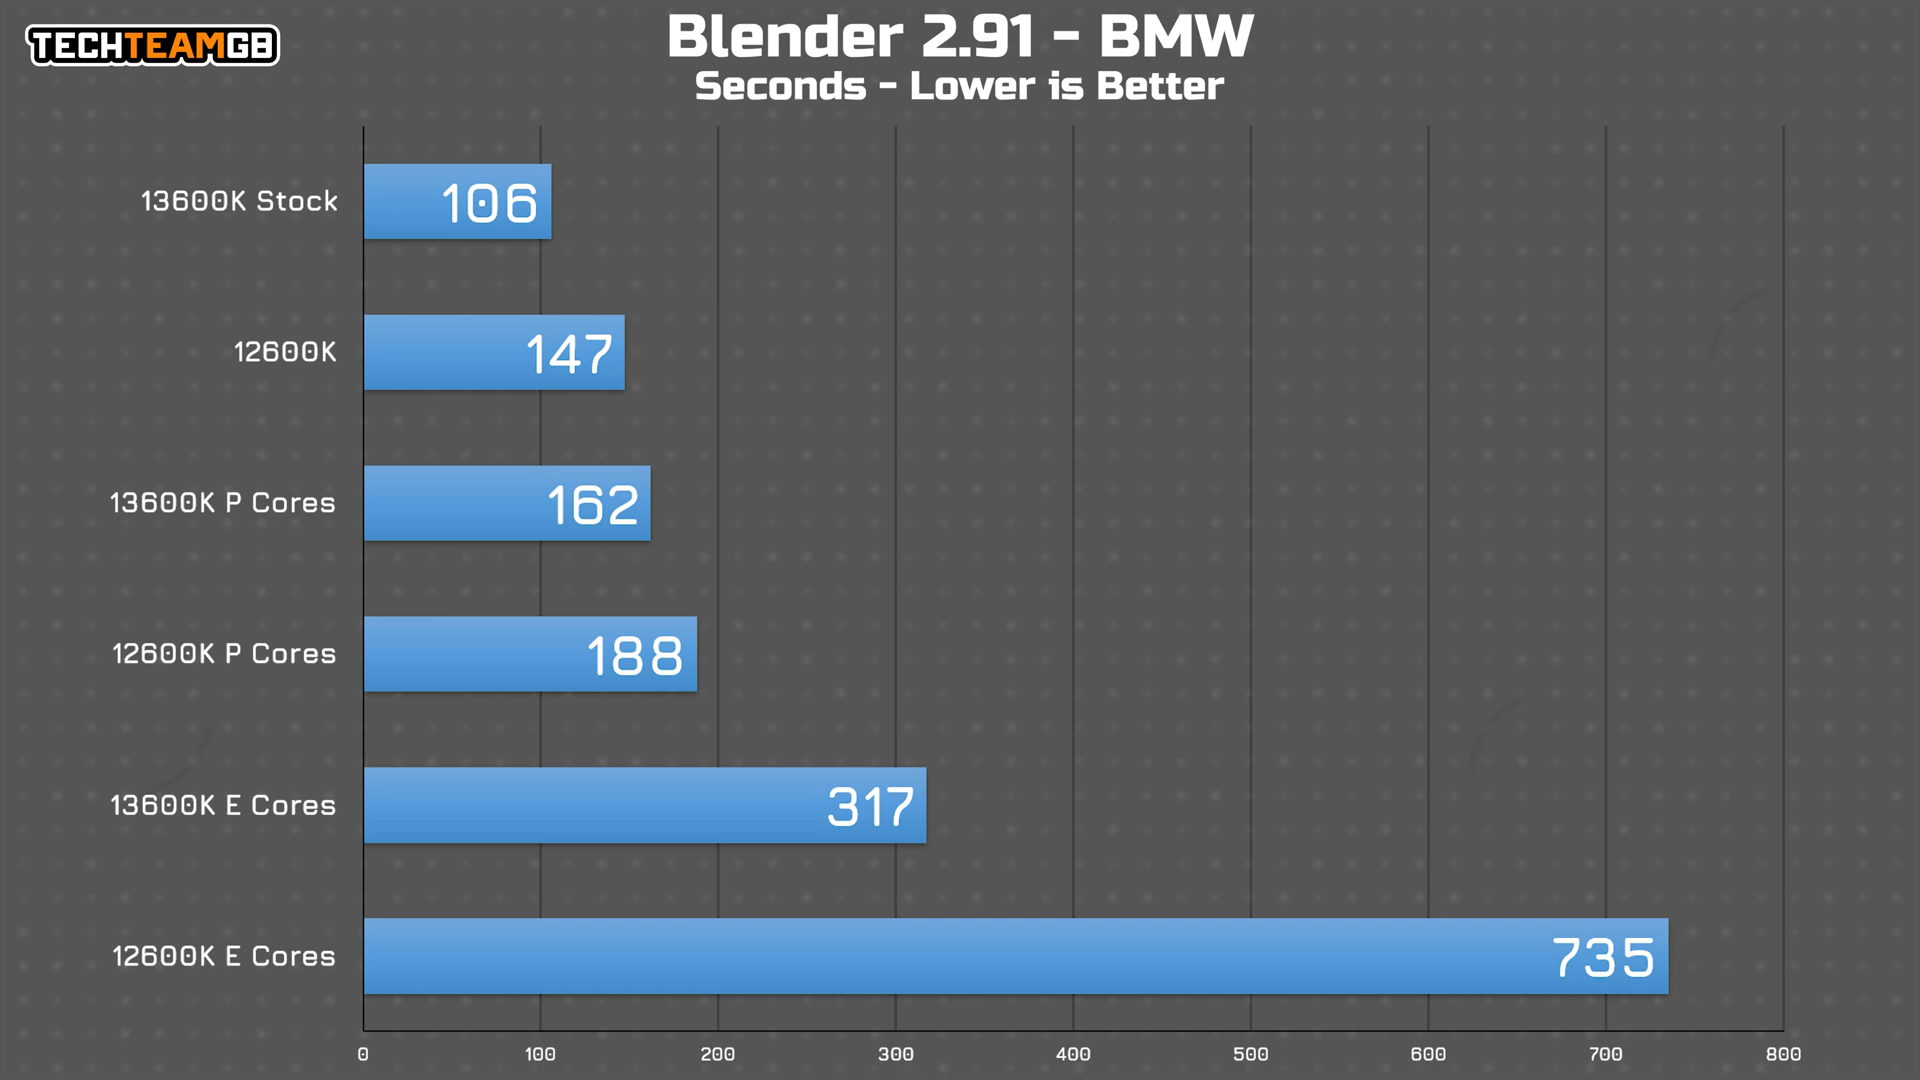 TECHTEAMGB
Blender 2.91 - BMW
Seconds - Lower is Better
13600K Stock
106
12600K
147
13600K P Cores
162
12600K P Cores
188
13600K E Cores
317
12600K E Cores
735
0 100 200 300 400 500 600 700 800